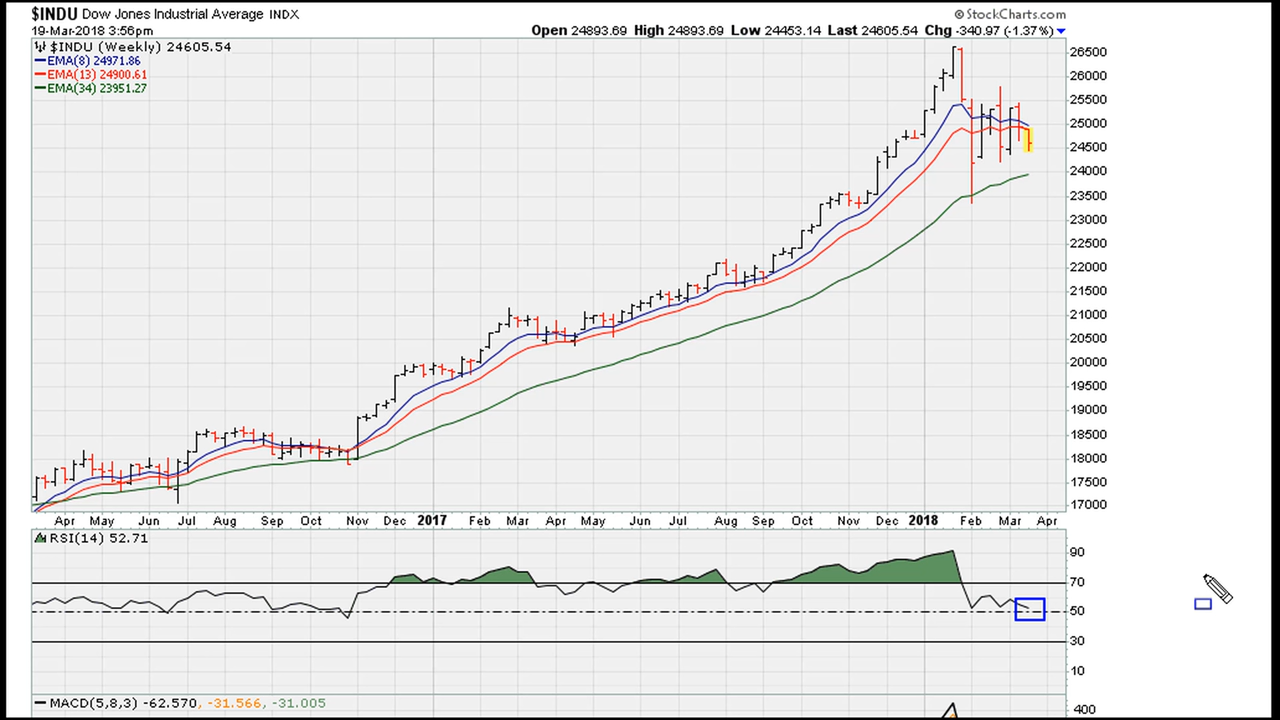 $INDU Dow Jones Industrial Average INDX
© StockCharts.com
19-Mar-2018 3:56pm
Open 24893.69 High 24893.69 Low 24453.14 Last 24605.54 Chg -340.97 (-1.37%)
$INDU (Weekly) 24605.54
EMA(8) 24971.86
EMA(13) 24900.61
EMA(34) 23951.27
26500
26000
25500
25000
24500
24000
23500
23000
22500
22000
21500
21000
20500
20000
19500
19000
18500
18000
17500
17000
Apr May Jun Jul Aug Sep Oct Nov Dec 2017 Feb Mar Apr May Jun Jul Aug Sep Oct Nov Dec 2018 Feb Mar Apr
RSI(14) 52.71
90
70
50
30
10
MACD(5,8,3) -62.570, -31.566, -31.005
400